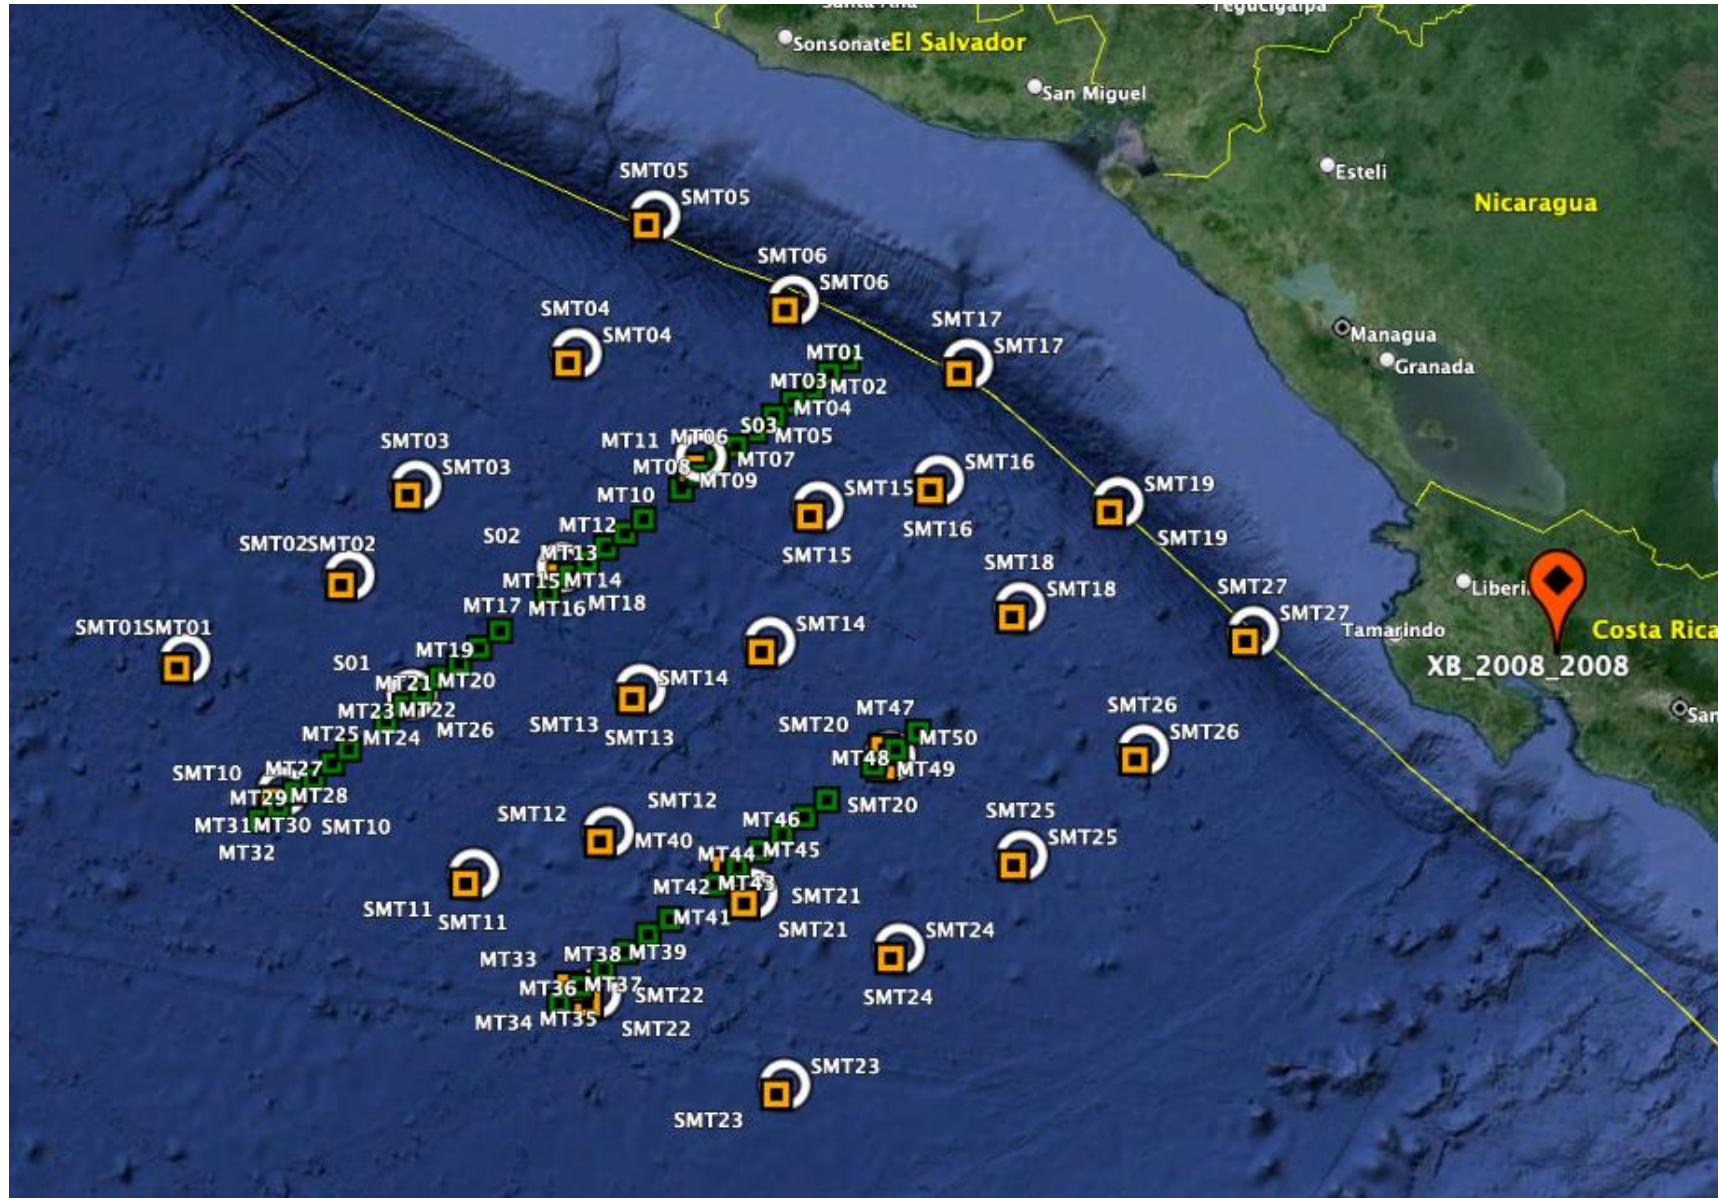 Santa Ana
Tegucigalpa
Sonsonate
El Salvador
San Miguel
Esteli
Nicaragua
SMT05
SMT05
SMT06
SMT06
SMT04
SMT04
SMT17
SMT17
Managua
Granada
MT01
MT03
MT02
MT04
S03
MT05
MT11
MT06
MT07
MT08
MT09
SMT03
SMT03
SMT16
SMT16
SMT15
SMT15
SMT19
SMT19
MT10
MT12
S02
MT13
SMT02
SMT02
MT15
MT14
MT16
MT18
MT17
SMT18
SMT18
SMT27
SMT27
Liberi
Tamarindo
Costa Rica
XB_2008_2008
San
SMT01
SMT01
SMT14
SMT14
MT19
S01
MT20
MT21
MT22
MT23
MT24
MT26
SMT13
SMT13
MT25
SMT20
MT47
MT50
MT48
MT49
SMT20
SMT26
SMT26
SMT10
MT27
MT29
MT28
MT31
MT30
SMT10
MT32
SMT12
SMT12
MT40
MT46
MT45
MT44
MT43
MT42
MT41
SMT25
SMT25
SMT11
SMT11
SMT21
SMT21
SMT24
SMT24
MT33
MT38
MT39
MT36
MT37
MT34
MT35
SMT22
SMT22
SMT23
SMT23